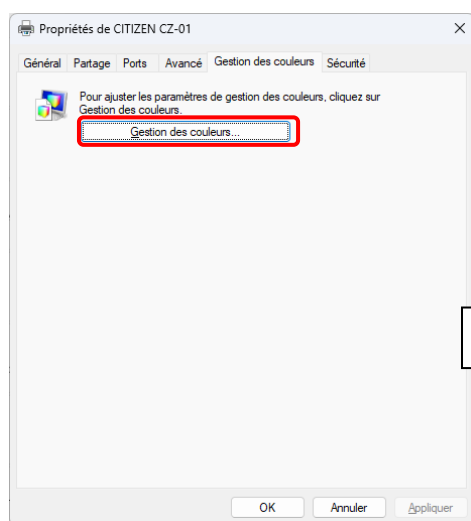 Propriétés de CITIZEN CZ-01
Général Partage Ports Avancé Gestion des couleurs Sécurité
Pour ajuster les paramètres de gestion des couleurs, cliquez sur
Gestion des couleurs.
Gestion des couleurs...
OK Annuler Appliquer